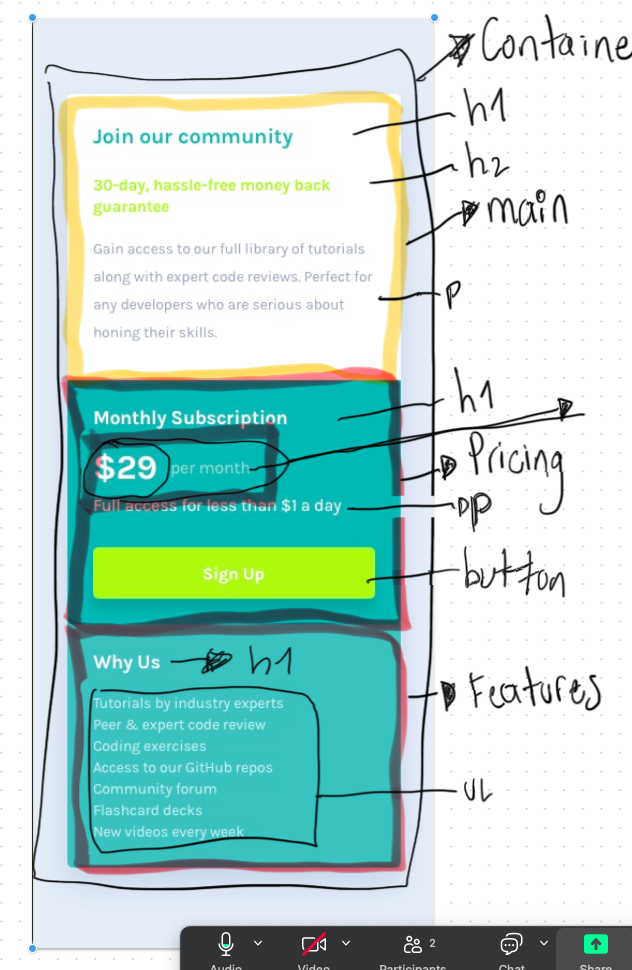 Containe
Join our community
h1
30-day, hassle-free money back
guarantee
h2
main
Gain access to our full library of tutorials
along with expert code reviews. Perfect for
any developers who are serious about
honing their skills.
p
Monthly Subscription
h1
$29 per month
Pricing
Full access for less than $1 a day
p
Sign Up
button
Why Us
h1
Features
Tutorials by industry experts
Peer & expert code review
Coding exercises
Access to our GitHub repos
Community forum
Flashcard decks
New videos every week
UL
2
Audio
Video
Participants
Chat
Share